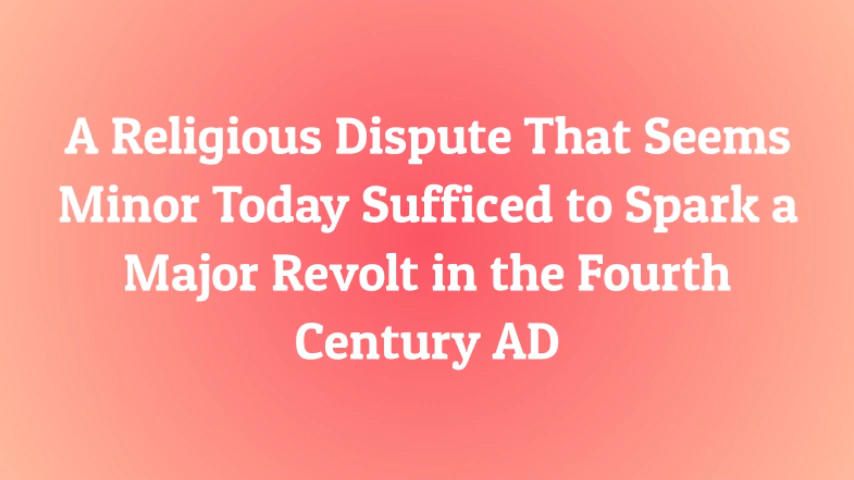 A Religious Dispute That Seems
Minor Today Sufficed to Spark a
Major Revolt in the Fourth
Century AD